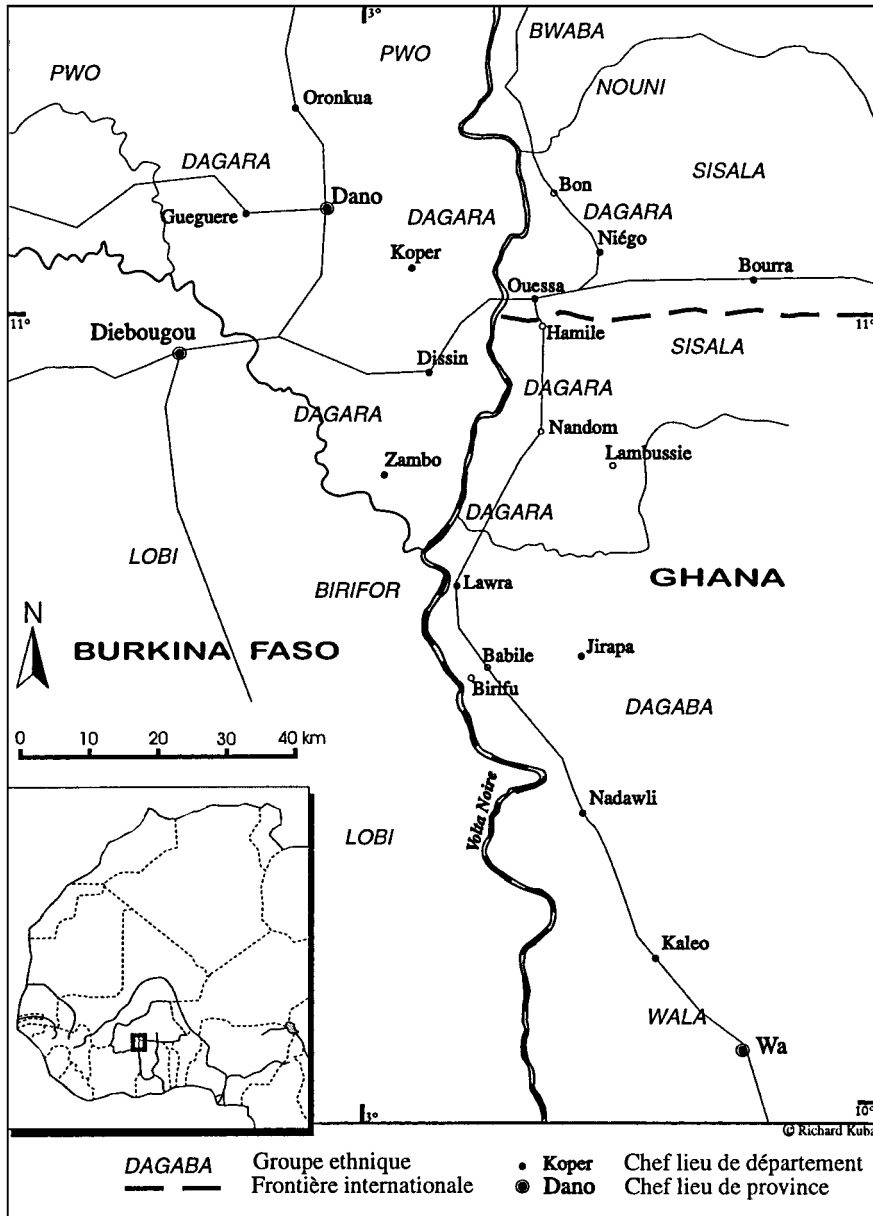 3°
BWABA
PWO
PWO
NOUNI
Oronkua
DAGARA
SISALA
Bon
Dano
DAGARA
DAGARA
Gueguere
Niégo
Koper
Bourra
Ouessa
11°
11°
Hamile
Diebougou
SISALA
Dissin
DAGARA
DAGARA
Nandom
Zambo
Lambussie
DAGARA
LOBI
GHANA
BIRIFOR
Lawra
N
BURKINA FASO
Babile
Jirapa
Birifu
DAGABA
0 10 20 40 km
Nadawli
Volta Noire
LOBI
Kaleo
WALA
Wa
3°
10°
© Richard Kuba
DAGABA Groupe ethnique • Koper Chef lieu de département
Frontière internationale Dano Chef lieu de province